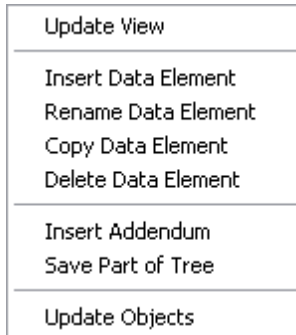 Update View
Insert Data Element
Rename Data Element
Copy Data Element
Delete Data Element
Insert Addendum
Save Part of Tree
Update Objects